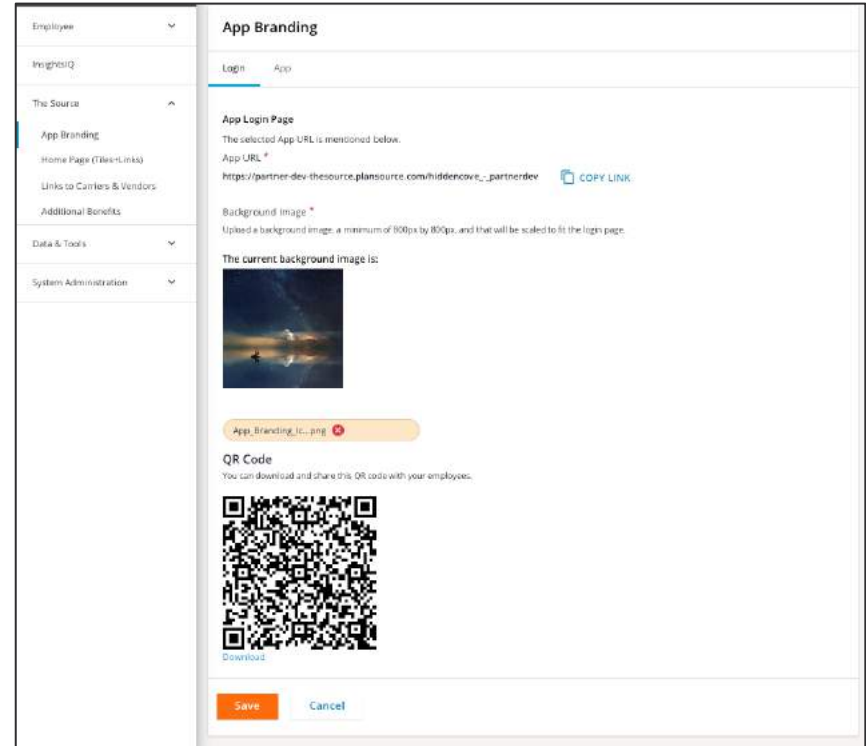 Employee
InsightsIQ
The Source
App Branding
Home Page (Tiles+Links)
Links to Carriers & Vendors
Additional Benefits
Data & Tools
System Administration
App Branding
Login App
App Login Page
The selected App URL is mentioned below.
App URL *
https://partner-dev-thesource.plansource.com/hiddencove_-_partnerdev COPY LINK
Background Image *
Upload a background image, a minimum of 800px by 800px, and that will be scaled to fit the login page.
The current background image is:
App_Branding_Ic...png
QR Code
You can download and share this QR code with your employees.
Download
Save Cancel